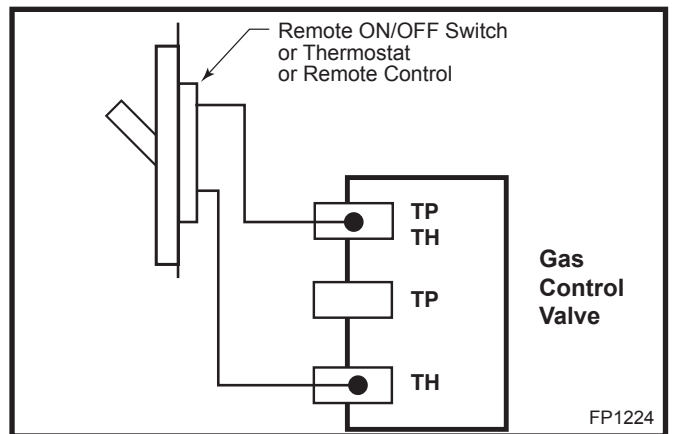 Remote ON/OFF Switch
or Thermostat
or Remote Control
TP
TH
TP
TH
Gas
Control
Valve
FP1224